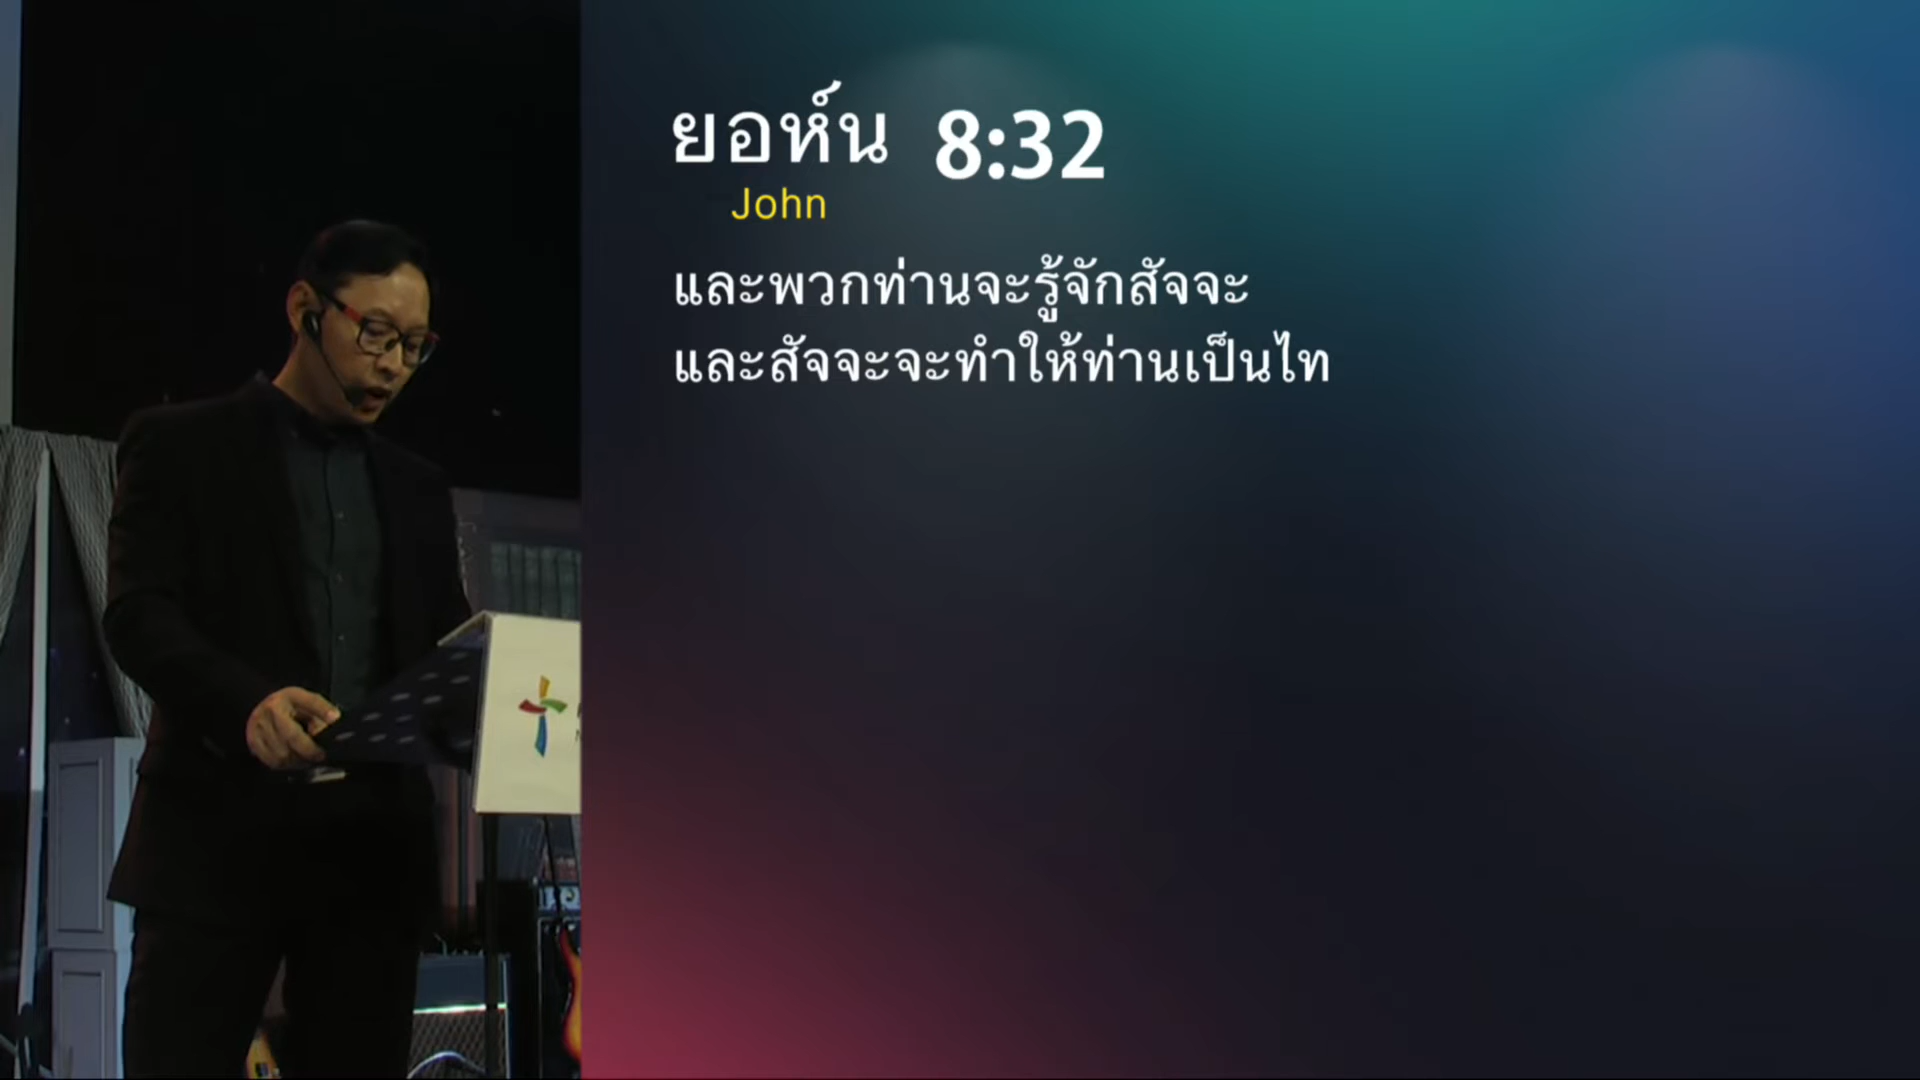 ยอห์น 8:32
John
และพวกท่านจะรู้จักสัจจะ
และสัจจะจะทำให้ท่านเป็นไท